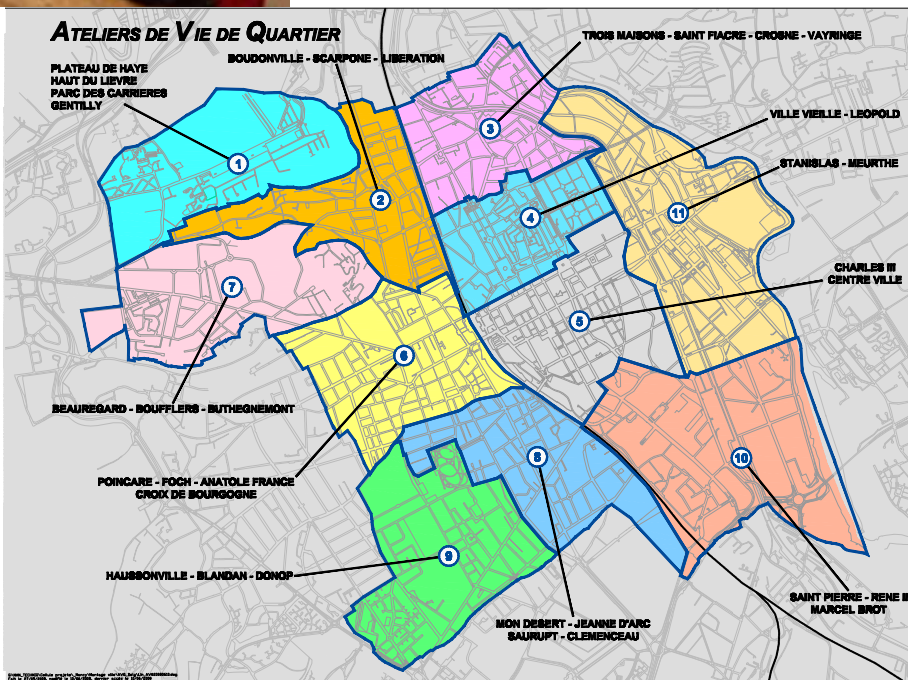 ATELIERS DE VIE DE QUARTIER
PLATEAU DE HAYE
HAUT DU LIEVRE
PARC DES CARRIERES
GENTILLY
BOUDONVILLE - SCARPONE - LIBERATION
TROIS MAISONS - SAINT FIACRE - CROSNE - VAYRINGE
VILLE VIEILLE - LEOPOLD
STANISLAS - MEURTHE
CHARLES III
CENTRE VILLE
1
2
3
4
11
7
5
6
8
10
9
BEAUREGARD - BOUFFLERS - BUTHEGNEMONT
POINCARE - FOCH - ANATOLE FRANCE
CROIX DE BOURGOGNE
HAUSSONVILLE - BLANDAN - DONOP
MON DESERT - JEANNE D'ARC
SAURUPT - CLEMENCEAU
SAINT PIERRE - RENE II
MARCEL BROT